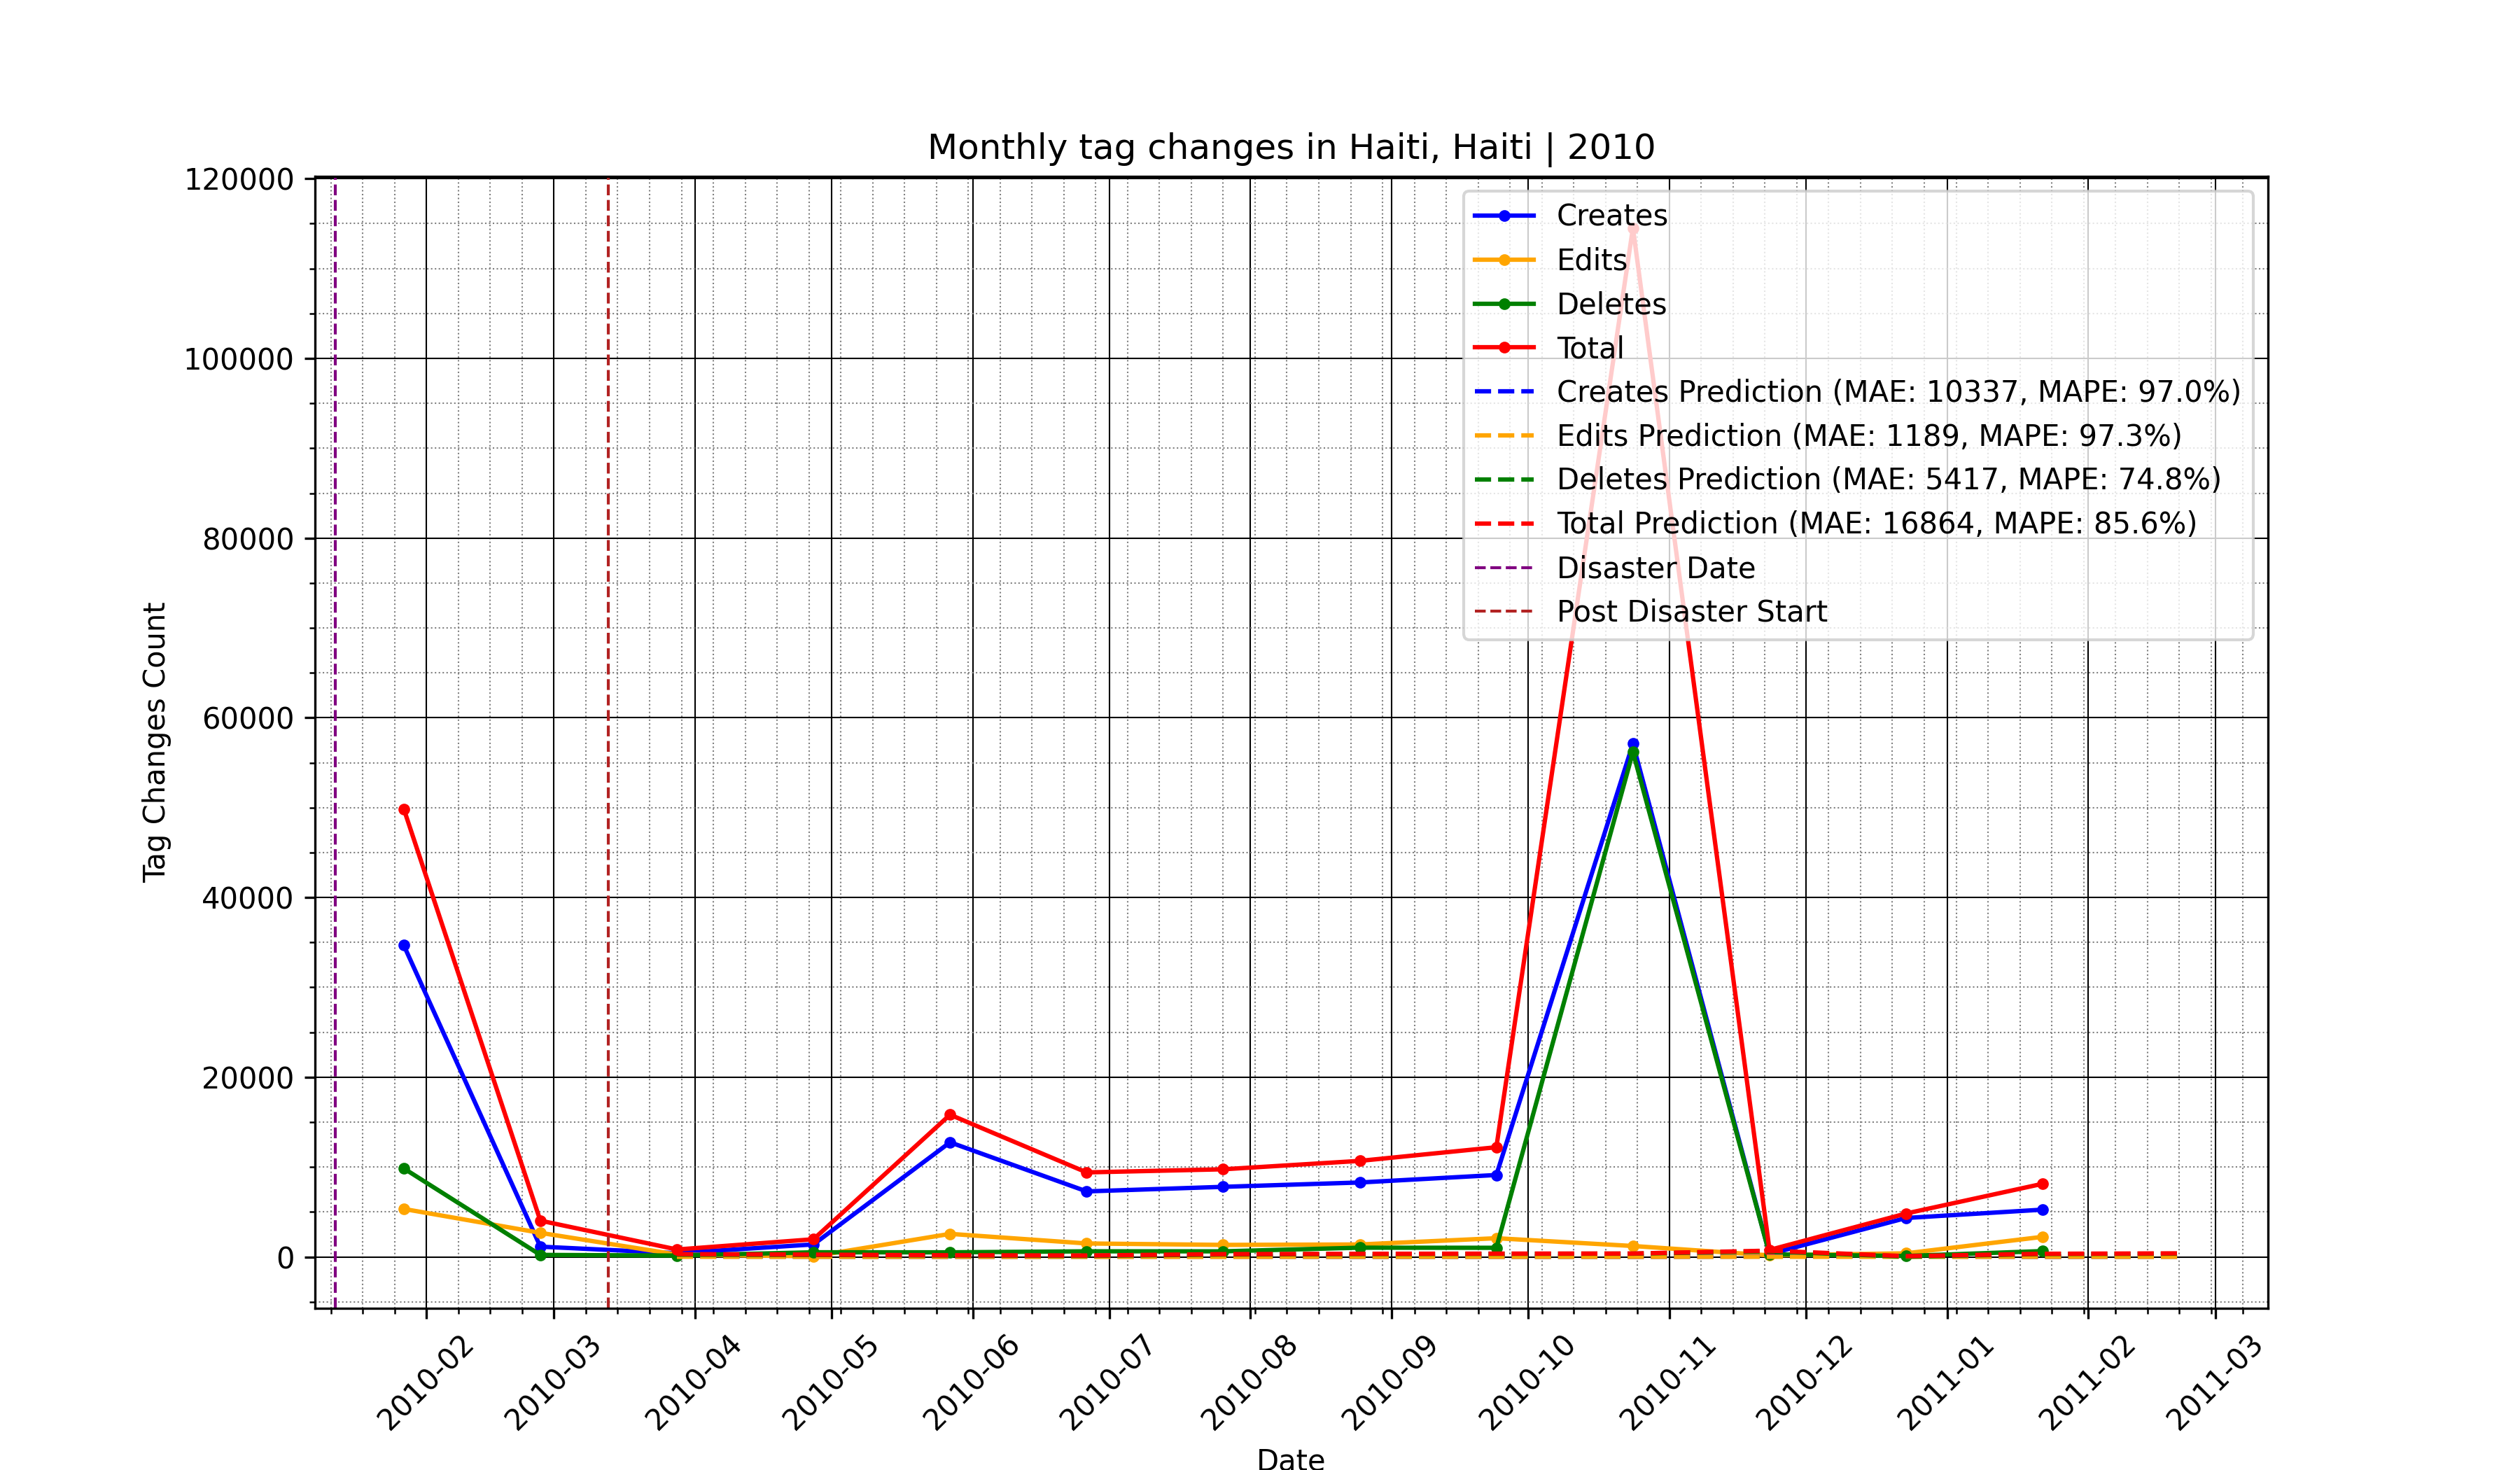 Monthly tag changes in Haiti, Haiti | 2010
120000
100000
80000
60000
40000
20000
0
Tag Changes Count
Creates
Edits
Deletes
Total
Creates Prediction (MAE: 10337, MAPE: 97.0%)
Edits Prediction (MAE: 1189, MAPE: 97.3%)
Deletes Prediction (MAE: 5417, MAPE: 74.8%)
Total Prediction (MAE: 16864, MAPE: 85.6%)
Disaster Date
Post Disaster Start
2010-02
2010-03
2010-04
2010-05
2010-06
2010-07
2010-08
2010-09
2010-10
2010-11
2010-12
2011-01
2011-02
2011-03
Date